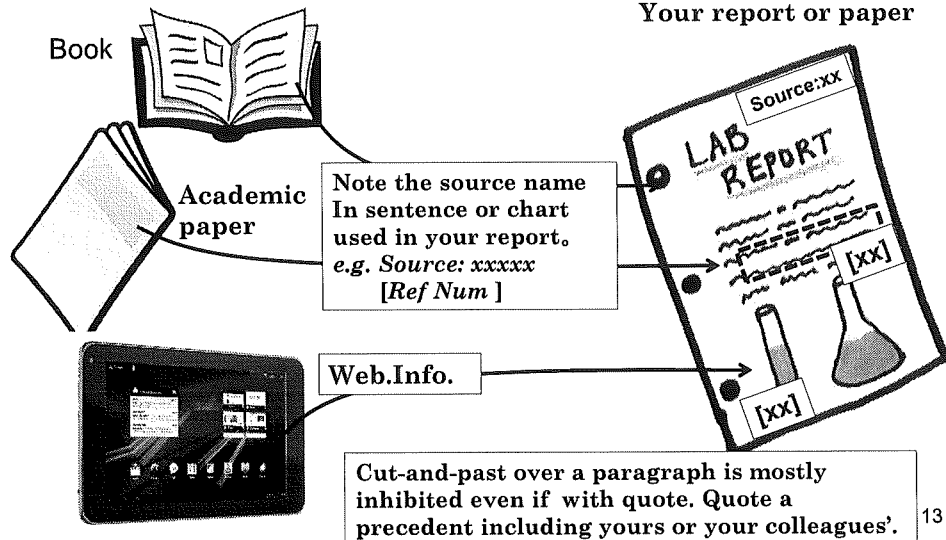 Your report or paper
Book
Source:xx
LAB
REPORT
Academic
paper
Note the source name
In sentence or chart
used in your report。
e.g. Source: xxxxx
[Ref Num ]
[xx]
Web.Info.
[xx]
Cut-and-past over a paragraph is mostly
inhibited even if with quote. Quote a
precedent including yours or your colleagues'.
13